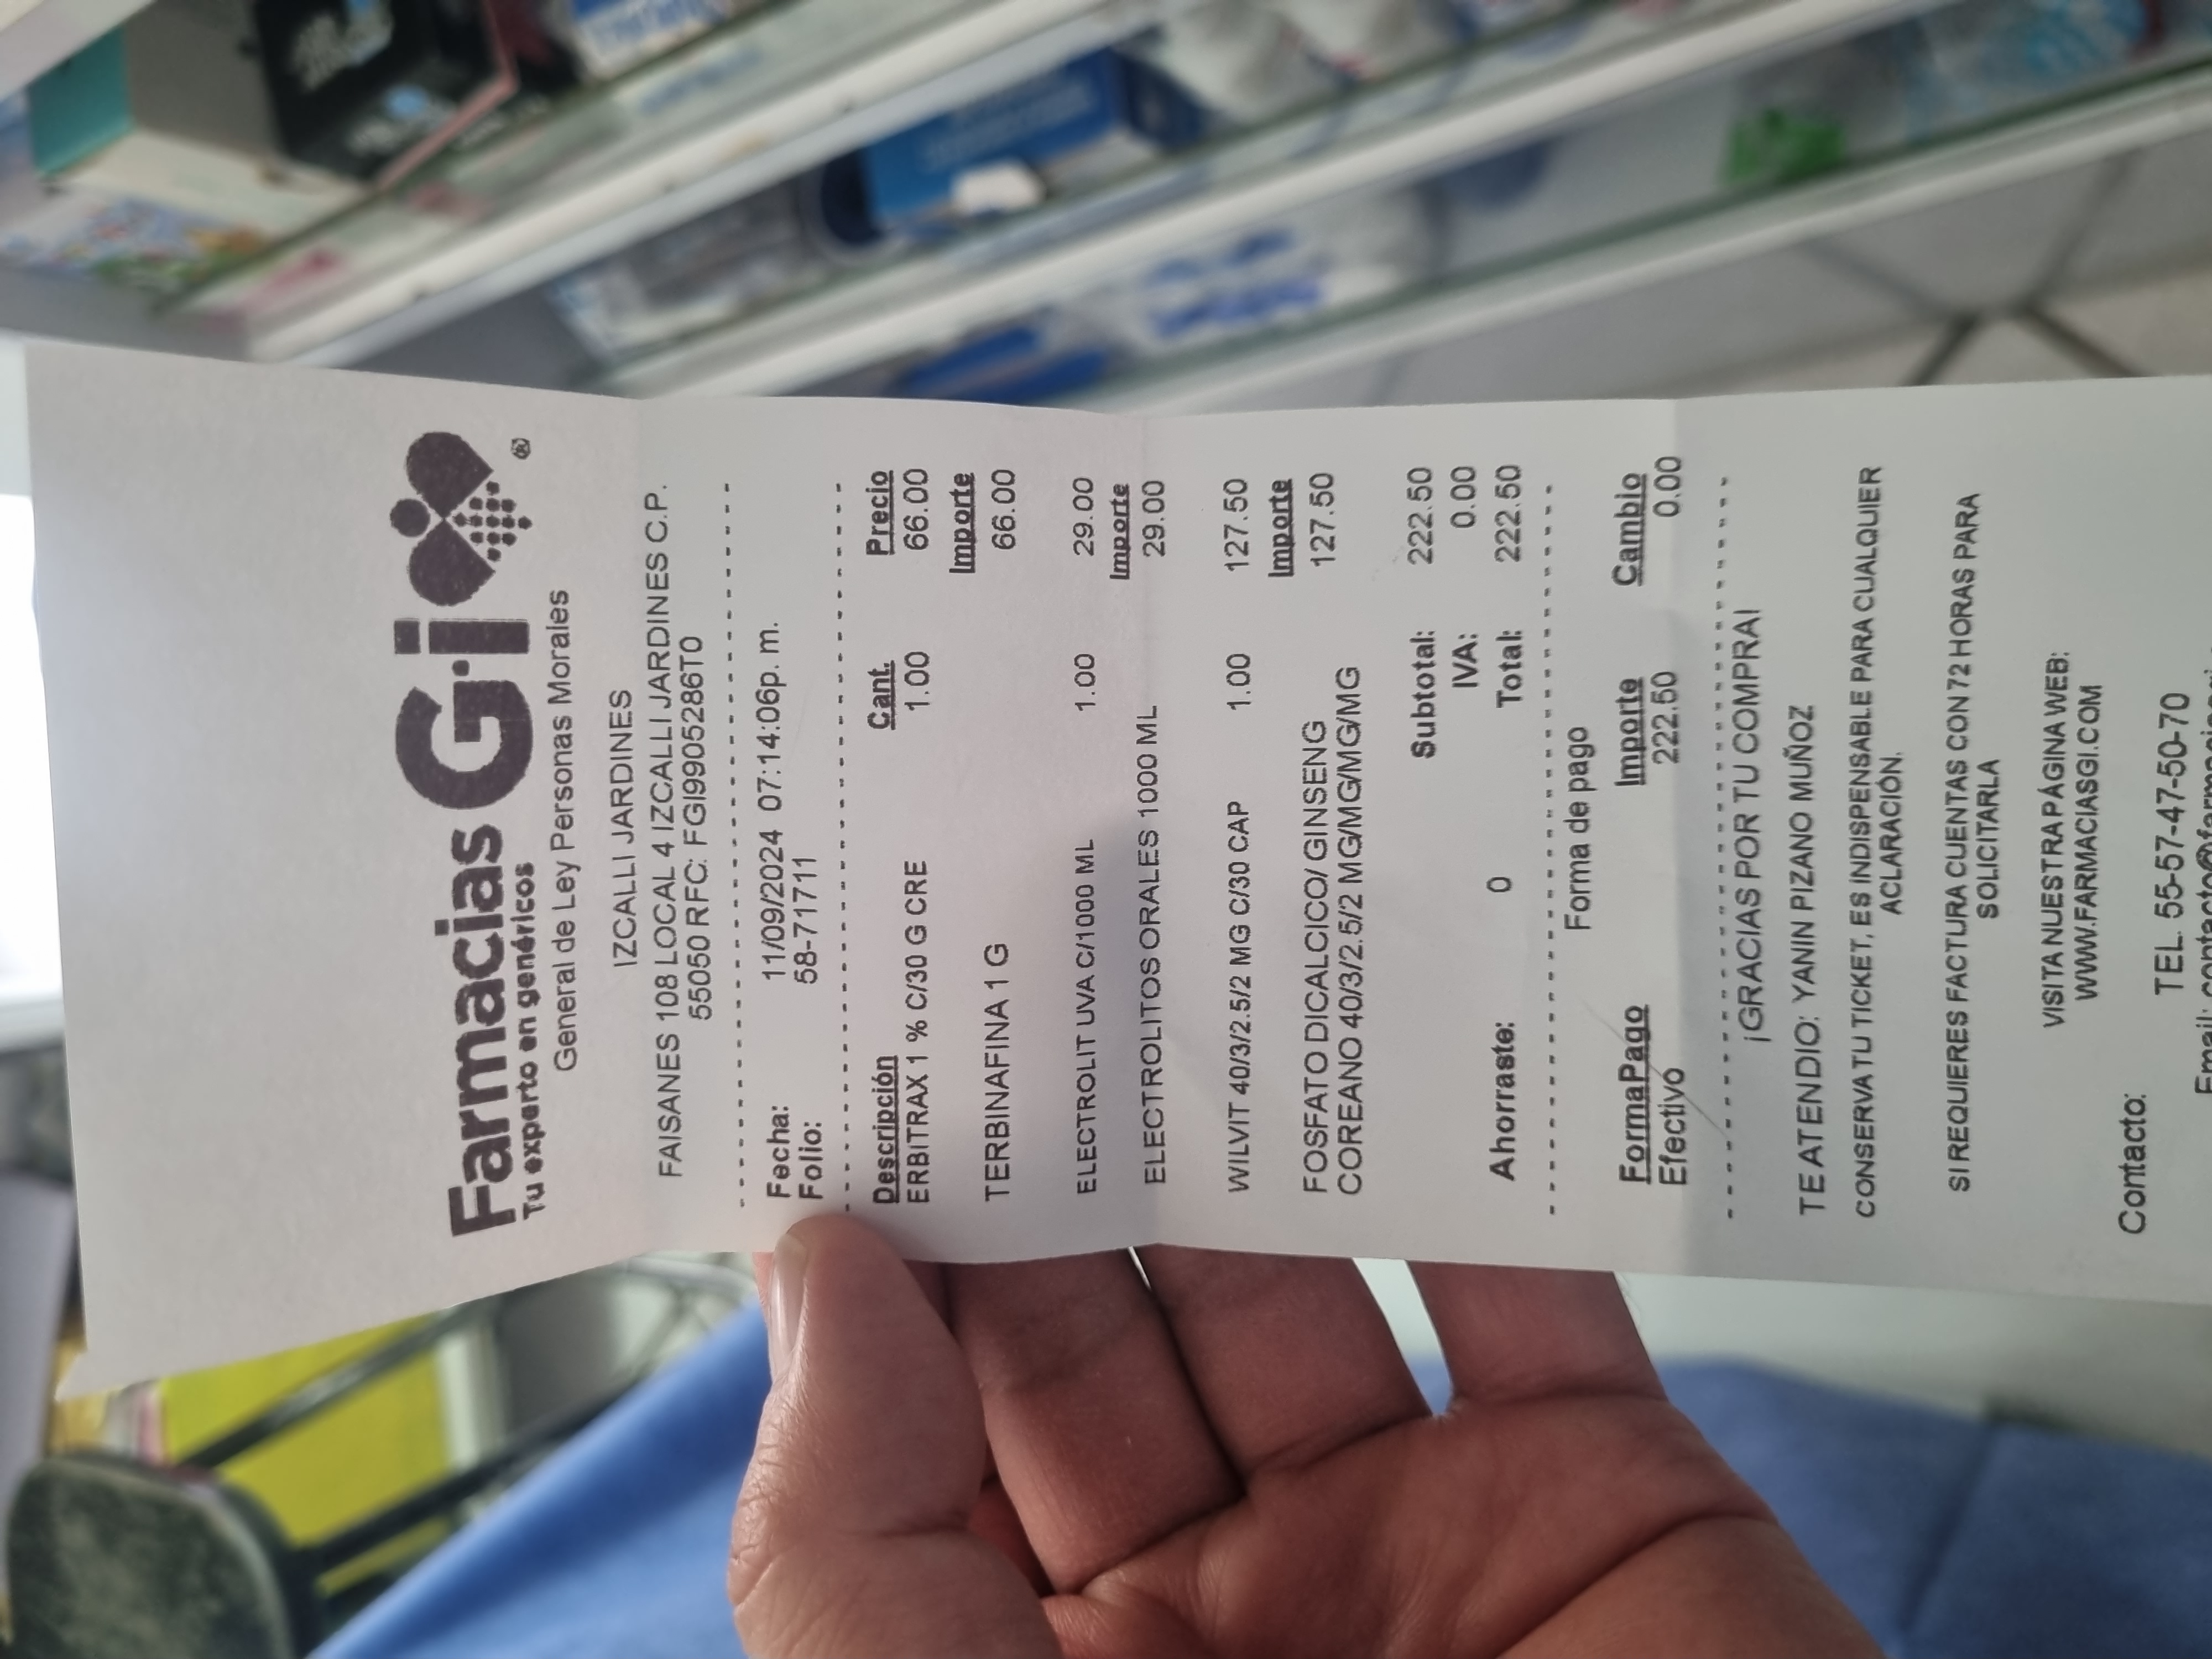 Farmacias Gi ®
Tu experto en genéricos
General de Ley Personas Morales
IZCALLI JARDINES
FAISANES 108 LOCAL 4 IZCALLI JARDINES C.P.
55050 RFC: FGI9905286T0
Fecha: 11/09/2024 07:14:06p. m.
Folio: 58-71711
Descripción Cant. Precio
ERBITRAX 1 % C/30 G CRE 1.00 66.00
Importe
TERBINAFINA 1 G 66.00
ELECTROLIT UVA C/1000 ML 1.00 29.00
Importe
ELECTROLITOS ORALES 1000 ML 29.00
WILVIT 40/3/2.5/2 MG C/30 CAP 1.00 127.50
Importe
FOSFATO DICALCICO/ GINSENG 127.50
COREANO 40/3/2.5/2 MG/MG/MG/MG
Subtotal: 222.50
IVA: 0.00
Ahorraste: 0 Total: 222.50
Forma de pago
FormaPago Importe Cambio
Efectivo 222.50 0.00
¡GRACIAS POR TU COMPRA!
TE ATENDIO: YANIN PIZANO MUÑOZ
CONSERVA TU TICKET, ES INDISPENSABLE PARA CUALQUIER
ACLARACIÓN.
SI REQUIERES FACTURA CUENTAS CON 72 HORAS PARA
SOLICITARLA
VISITA NUESTRA PÁGINA WEB:
WWW.FARMACIASGI.COM
Contacto:
TEL. 55-57-47-50-70